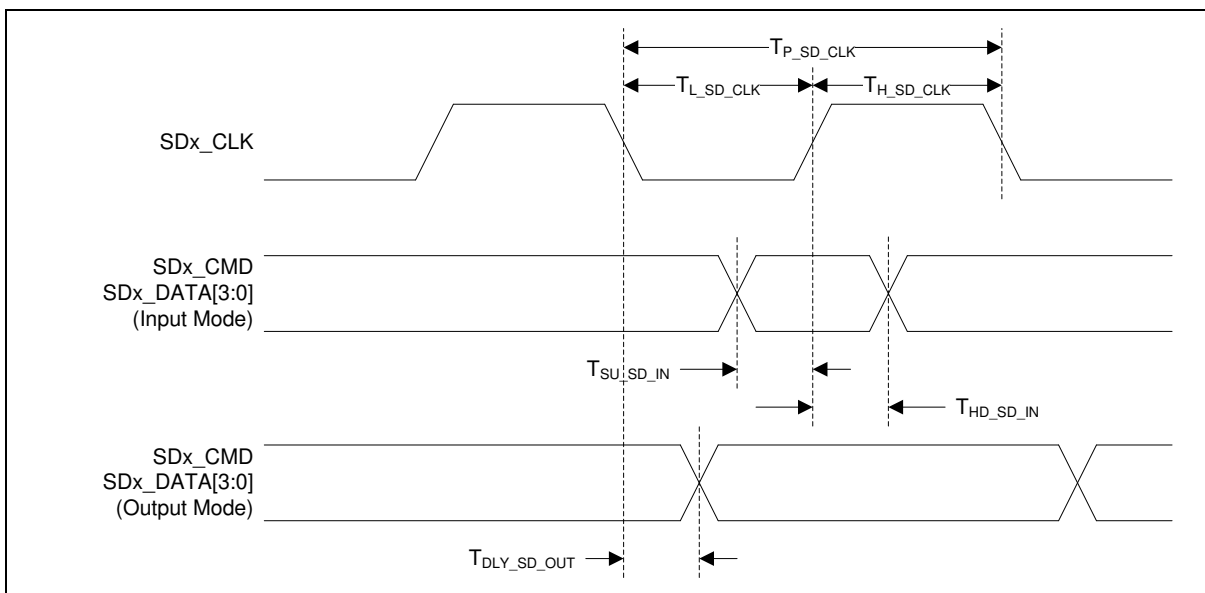 T_P_SD_CLK
T_L_SD_CLK
T_H_SD_CLK
SDx_CLK
SDx_CMD
SDx_DATA[3:0]
(Input Mode)
T_SU_SD_IN
T_HD_SD_IN
SDx_CMD
SDx_DATA[3:0]
(Output Mode)
T_DLY_SD_OUT